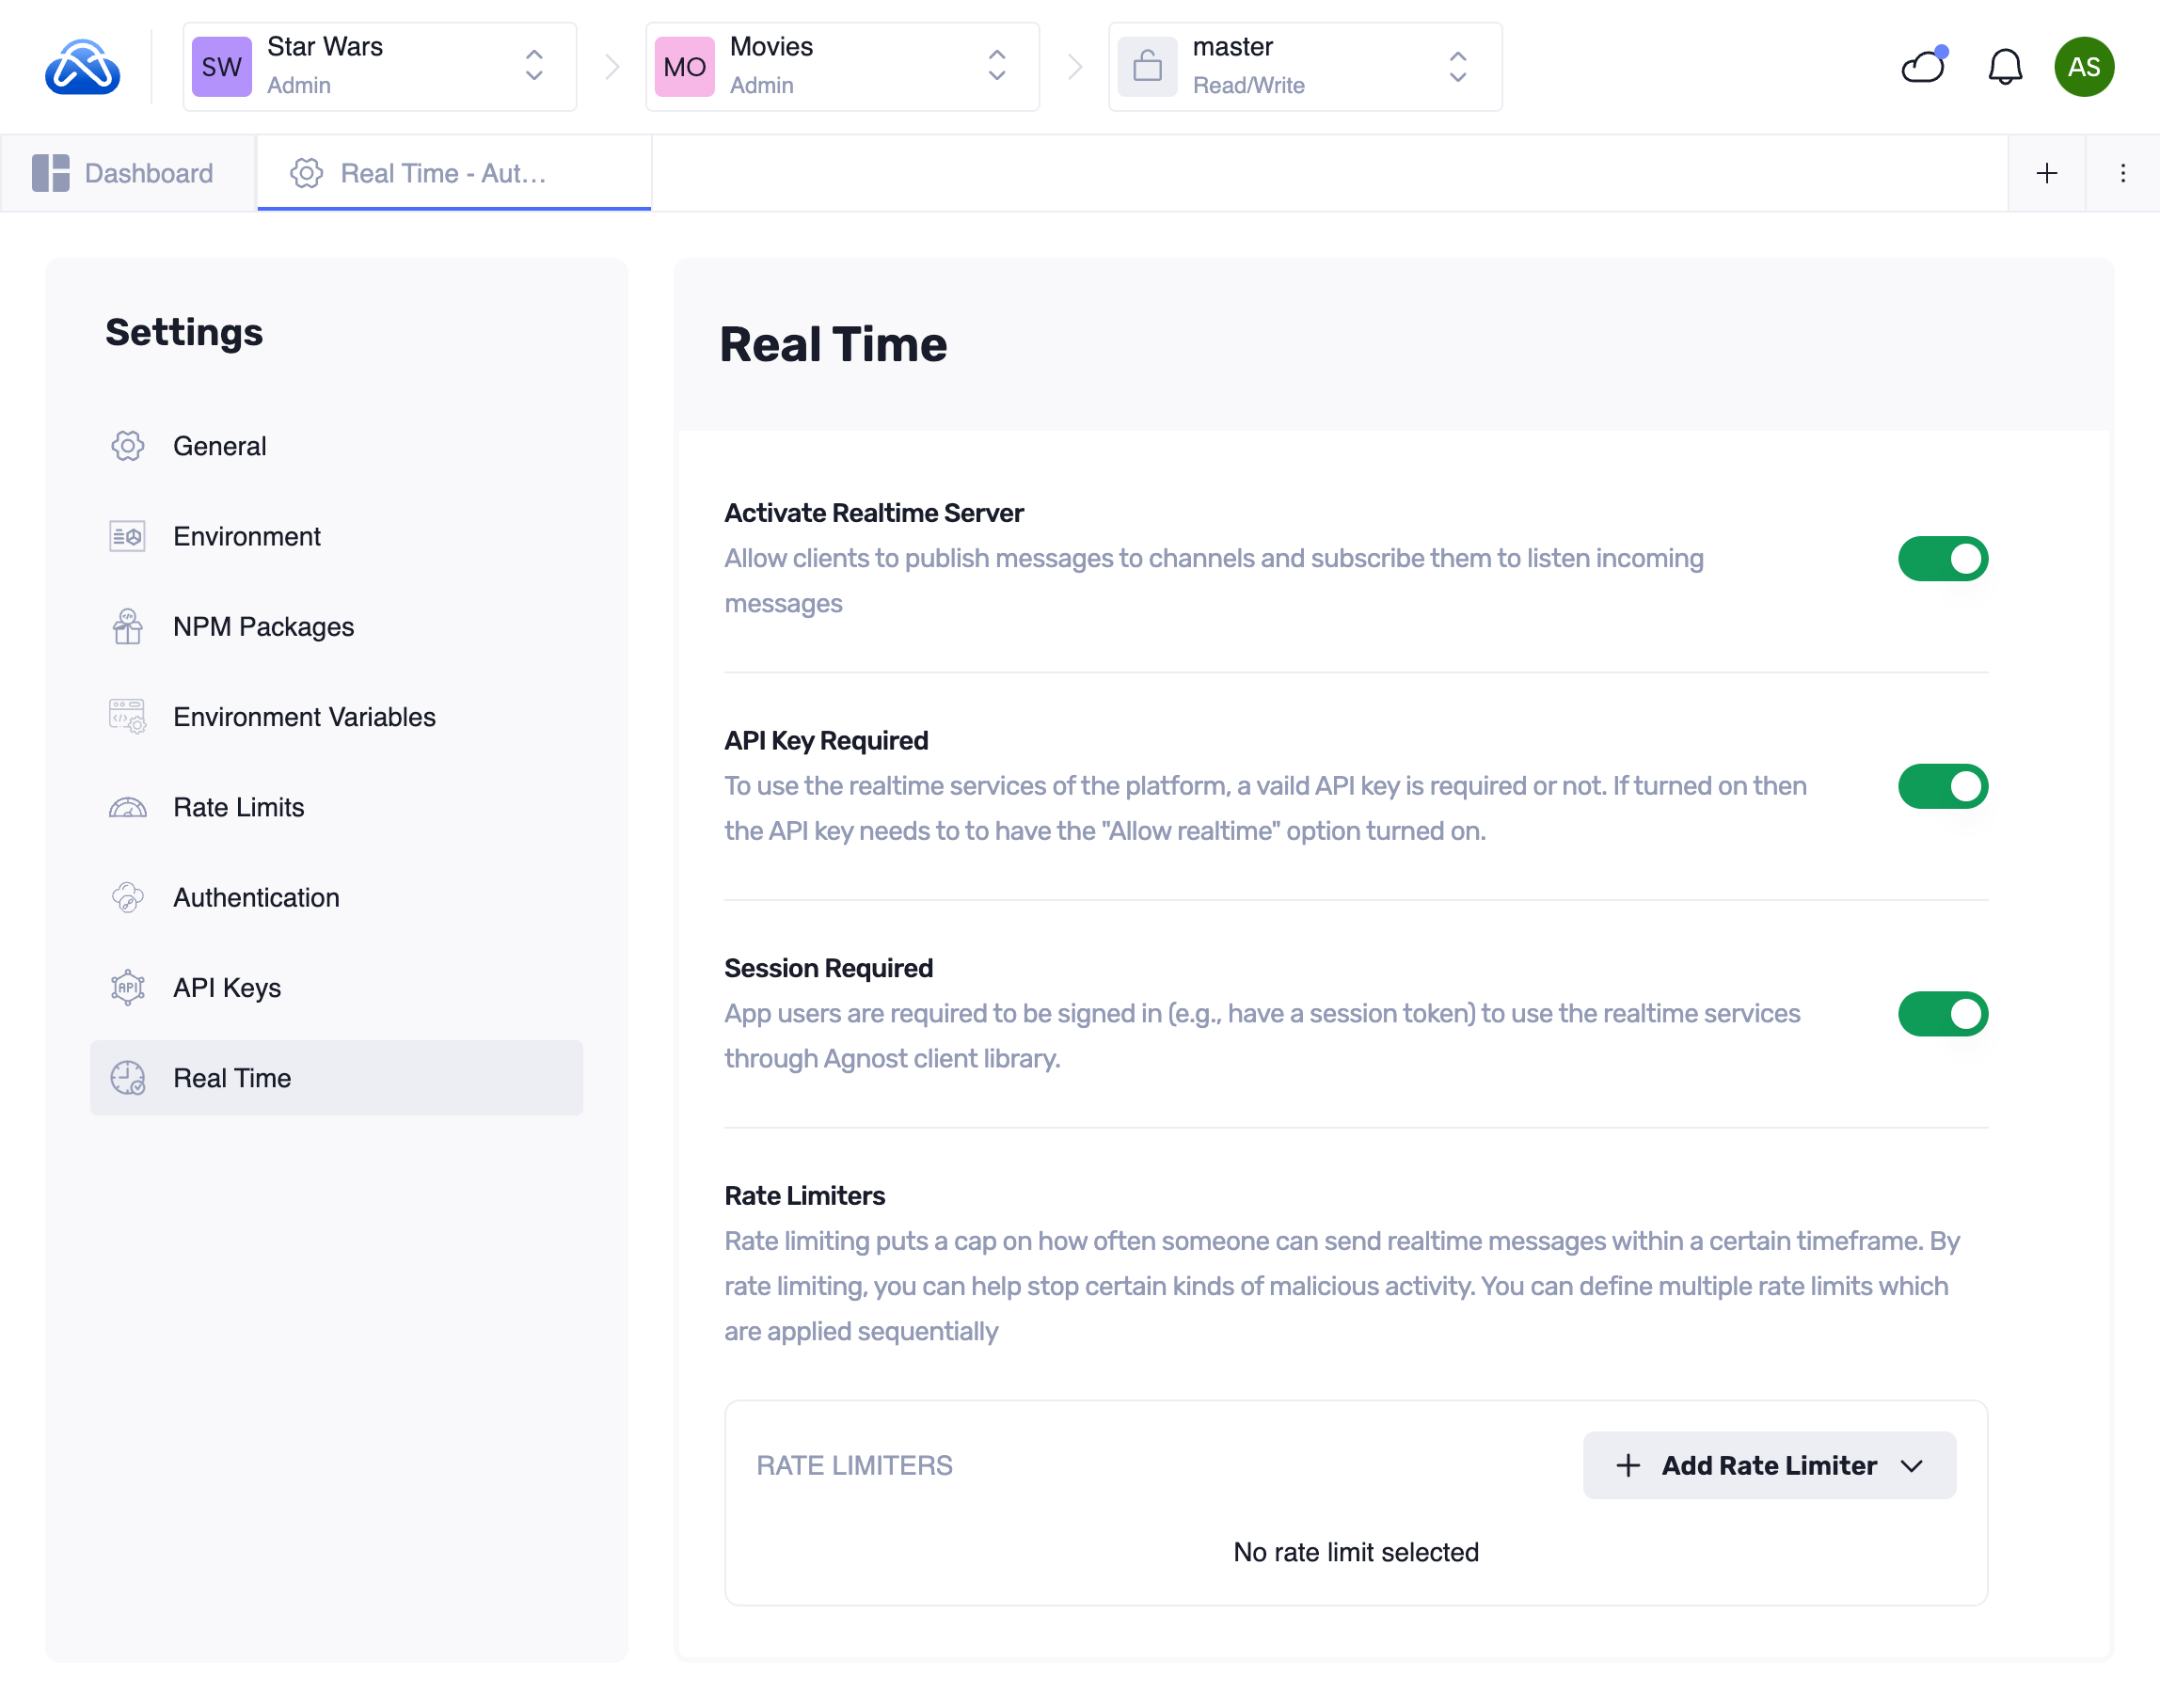 SW
Star Wars
Admin
MO
Movies
Admin
master
Read/Write
AS
Dashboard
Real Time - Aut...
Settings
General
Environment
NPM Packages
Environment Variables
Rate Limits
Authentication
API
API Keys
Real Time
Real Time
Activate Realtime Server
Allow clients to publish messages to channels and subscribe them to listen incoming
messages
API Key Required
To use the realtime services of the platform, a vaild API key is required or not. If turned on then
the API key needs to to have the "Allow realtime" option turned on.
Session Required
App users are required to be signed in (e.g., have a session token) to use the realtime services
through Agnost client library.
Rate Limiters
Rate limiting puts a cap on how often someone can send realtime messages within a certain timeframe. By
rate limiting, you can help stop certain kinds of malicious activity. You can define multiple rate limits which
are applied sequentially
RATE LIMITERS
Add Rate Limiter
No rate limit selected